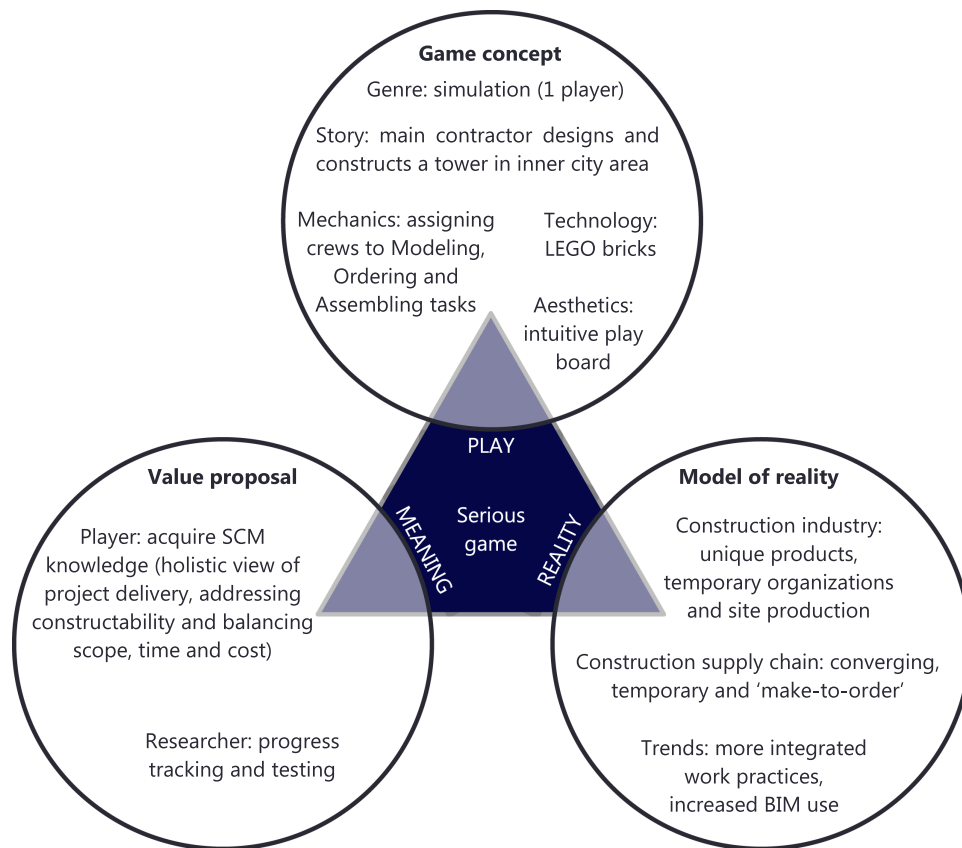 Game concept
Genre: simulation (1 player)
Story: main contractor designs and
constructs a tower in inner city area
Mechanics: assigning
crews to Modeling,
Ordering and
Assembling tasks
Technology:
LEGO bricks
Aesthetics:
intuitive play
board
PLAY
MEANING
Serious
game
REALITY
Value proposal
Player: acquire SCM
knowledge (holistic view of
project delivery, addressing
constructability and balancing
scope, time and cost)
Researcher: progress
tracking and testing
Model of reality
Construction industry:
unique products,
temporary organizations
and site production
Construction supply chain: converging,
temporary and ‘make-to-order’
Trends: more integrated
work practices,
increased BIM use